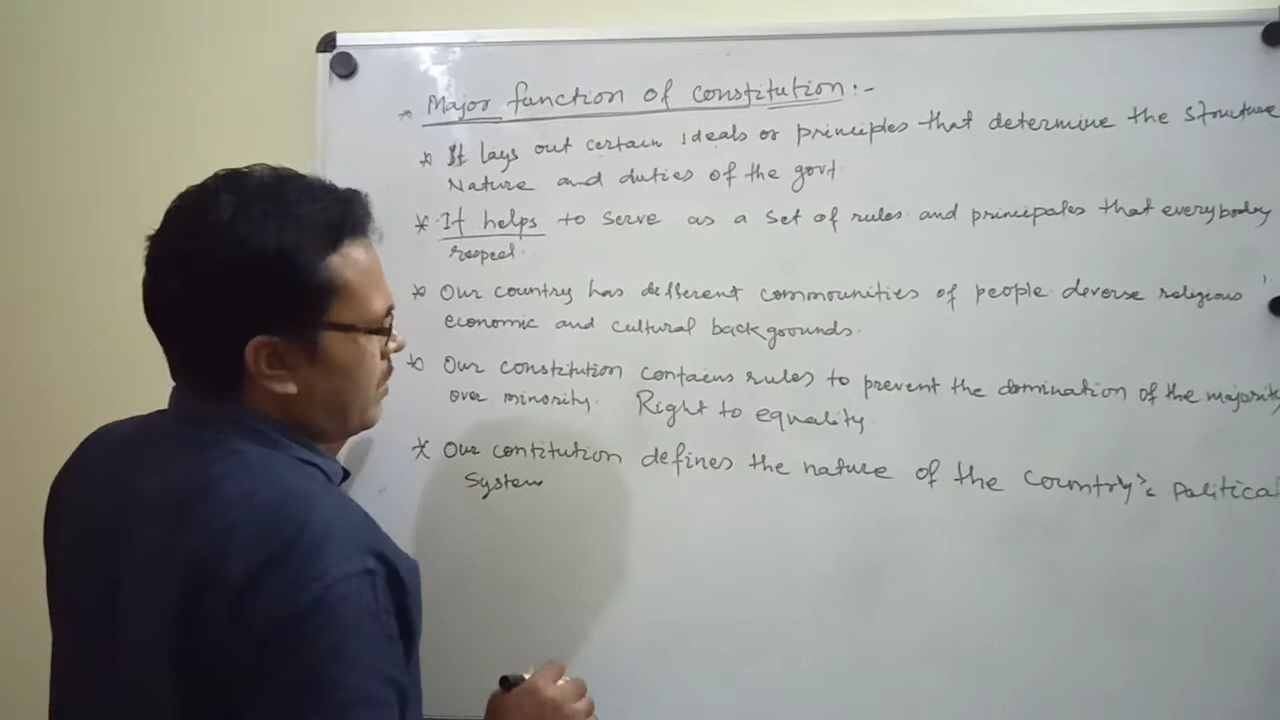 * Major function of constitution :-
* It lays out certain ideals or principles that determine the structure
Nature and duties of the govt.
* It helps to serve as a set of rules and principales that everybody
respect.
* Our country has defferent commounities of people deverse religious
economic and cultural backgrounds.
* Our constitution contains rules to prevent the domination of the majority
over minority. Right to equality
* Our contitution defines the nature of the country's political
System